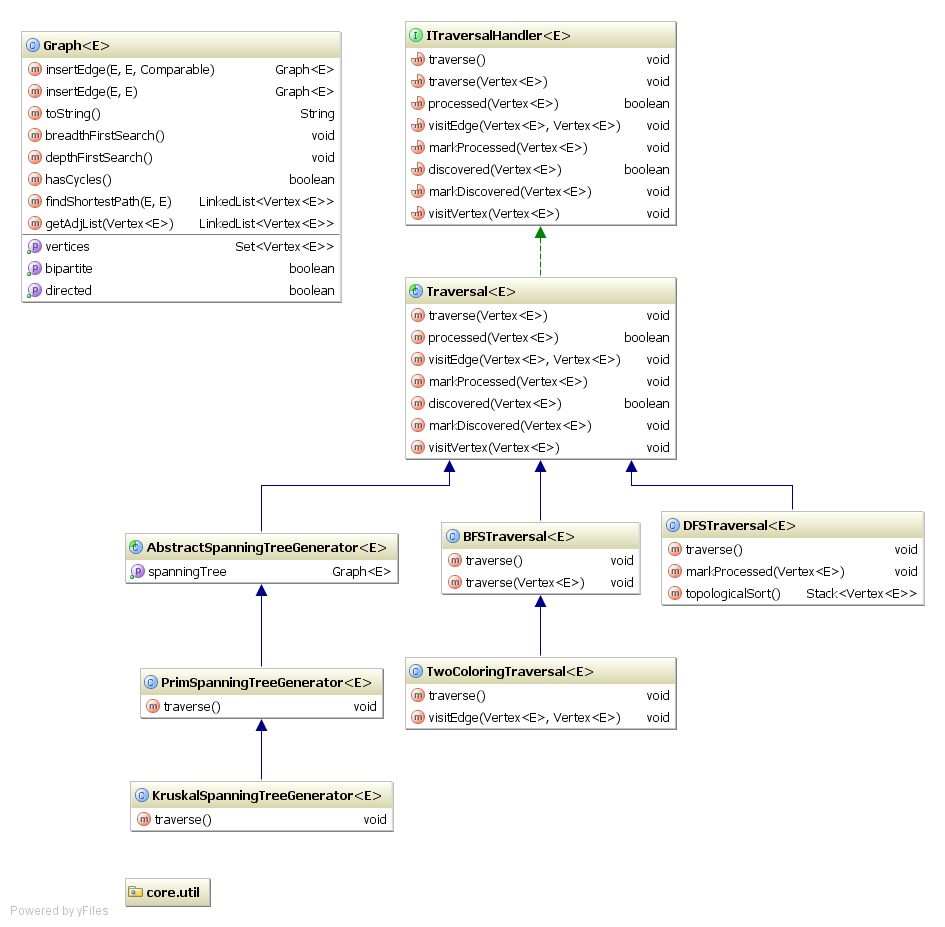 Graph<E>
insertEdge(E, E, Comparable) Graph<E>
insertEdge(E, E) Graph<E>
toString() String
breadthFirstSearch() void
depthFirstSearch() void
hasCycles() boolean
findShortestPath(E, E) LinkedList<Vertex<E>>
getAdjList(Vertex<E>) LinkedList<Vertex<E>>
vertices Set<Vertex<E>>
bipartite boolean
directed boolean
ITraversalHandler<E>
traverse() void
traverse(Vertex<E>) void
processed(Vertex<E>) boolean
visitEdge(Vertex<E>, Vertex<E>) void
markProcessed(Vertex<E>) void
discovered(Vertex<E>) boolean
markDiscovered(Vertex<E>) void
visitVertex(Vertex<E>) void
Traversal<E>
traverse(Vertex<E>) void
processed(Vertex<E>) boolean
visitEdge(Vertex<E>, Vertex<E>) void
markProcessed(Vertex<E>) void
discovered(Vertex<E>) boolean
markDiscovered(Vertex<E>) void
visitVertex(Vertex<E>) void
AbstractSpanningTreeGenerator<E>
spanningTree Graph<E>
BFSTraversal<E>
traverse() void
traverse(Vertex<E>) void
DFSTraversal<E>
traverse() void
markProcessed(Vertex<E>) void
topologicalSort() Stack<Vertex<E>>
PrimSpanningTreeGenerator<E>
traverse() void
TwoColoringTraversal<E>
traverse() void
visitEdge(Vertex<E>, Vertex<E>) void
KruskalSpanningTreeGenerator<E>
traverse() void
core.util
Powered by yFiles